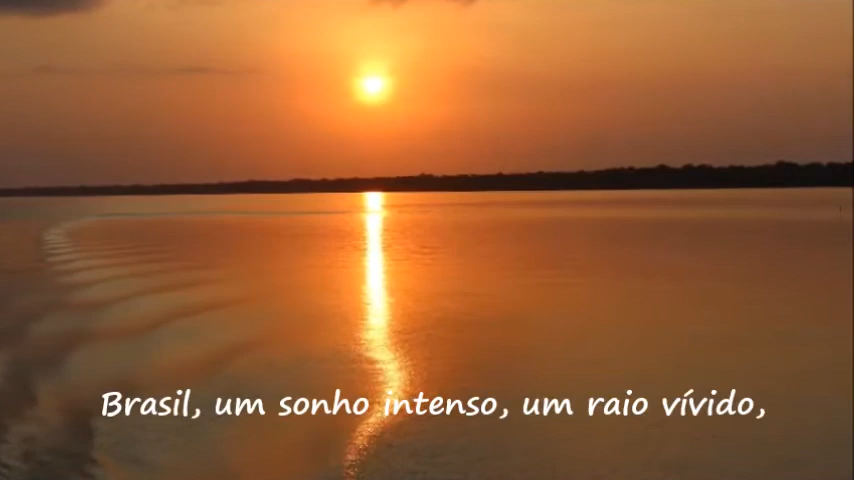 Brasil, um sonho intenso, um raio vívido,